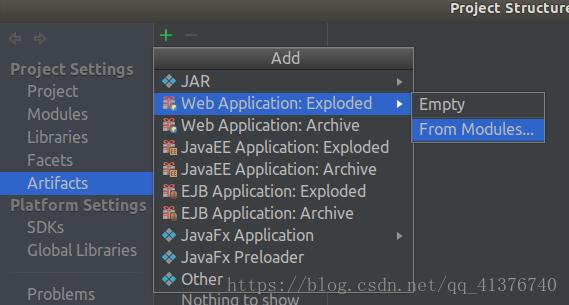 Project Structure
Project Settings
Project
Modules
Libraries
Facets
Artifacts
Platform Settings
SDKs
Global Libraries
Problems
Add
JAR
Web Application: Exploded
Web Application: Archive
JavaEE Application: Exploded
JavaEE Application: Archive
EJB Application: Exploded
EJB Application: Archive
JavaFx Application
JavaFx Preloader
Other
Nothing to show
Empty
From Modules...
https://blog.csdn.net/qq_41376740